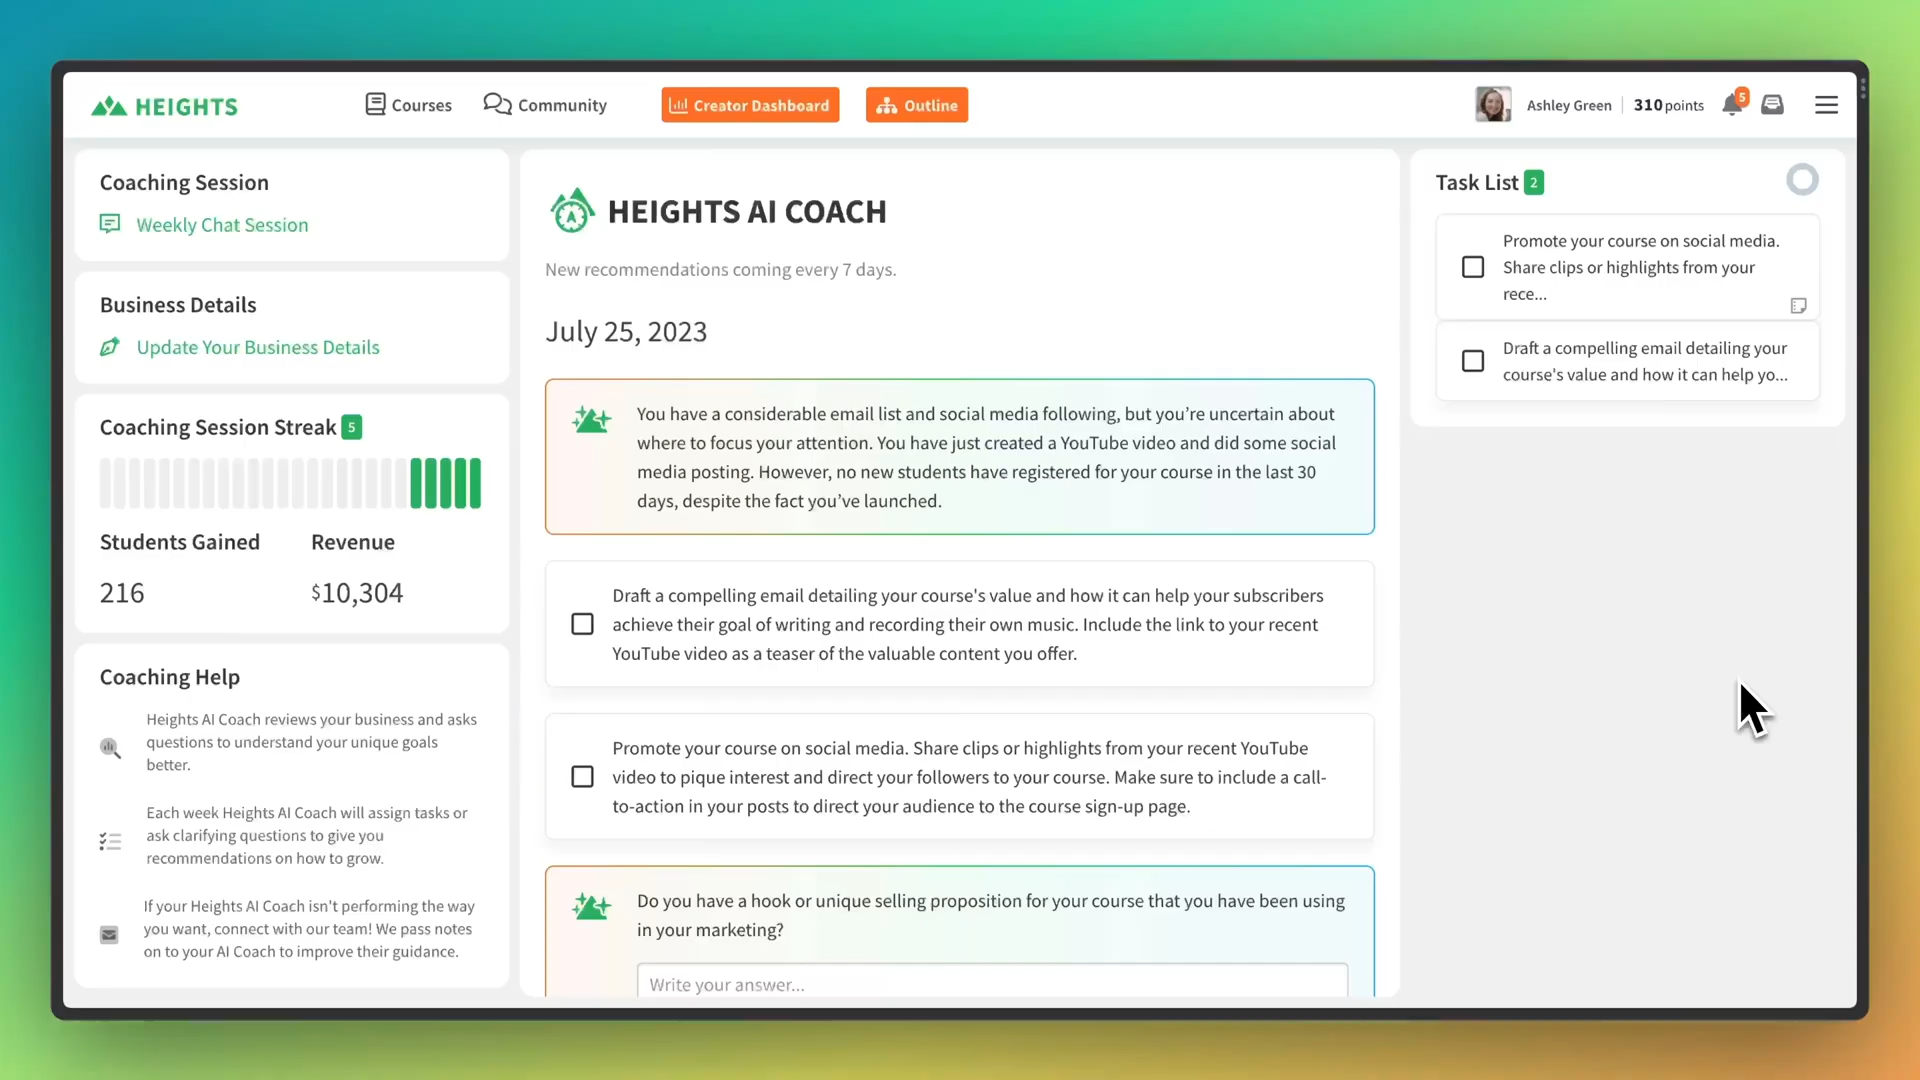 HEIGHTS
Courses
Community
Creator Dashboard
Outline
Ashley Green
310 points
5
Coaching Session
Weekly Chat Session
Business Details
Update Your Business Details
Coaching Session Streak 5
Students Gained
Revenue
216
$10,304
Coaching Help
Heights AI Coach reviews your business and asks
questions to understand your unique goals
better.
Each week Heights AI Coach will assign tasks or
ask clarifying questions to give you
recommendations on how to grow.
If your Heights AI Coach isn't performing the way
you want, connect with our team! We pass notes
on to your AI Coach to improve their guidance.
A
HEIGHTS AI COACH
New recommendations coming every 7 days.
July 25, 2023
You have a considerable email list and social media following, but you’re uncertain about
where to focus your attention. You have just created a YouTube video and did some social
media posting. However, no new students have registered for your course in the last 30
days, despite the fact you’ve launched.
Draft a compelling email detailing your course's value and how it can help your subscribers
achieve their goal of writing and recording their own music. Include the link to your recent
YouTube video as a teaser of the valuable content you offer.
Promote your course on social media. Share clips or highlights from your recent YouTube
video to pique interest and direct your followers to your course. Make sure to include a call-
to-action in your posts to direct your audience to the course sign-up page.
Do you have a hook or unique selling proposition for your course that you have been using
in your marketing?
Write your answer...
Task List 2
Promote your course on social media.
Share clips or highlights from your
rece...
Draft a compelling email detailing your
course's value and how it can help yo...